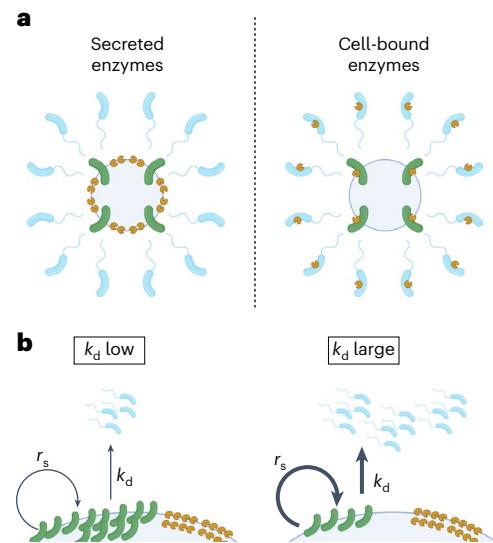 a
Secreted
enzymes
Cell-bound
enzymes
b
kd low
kd large
rs
kd
rs
kd